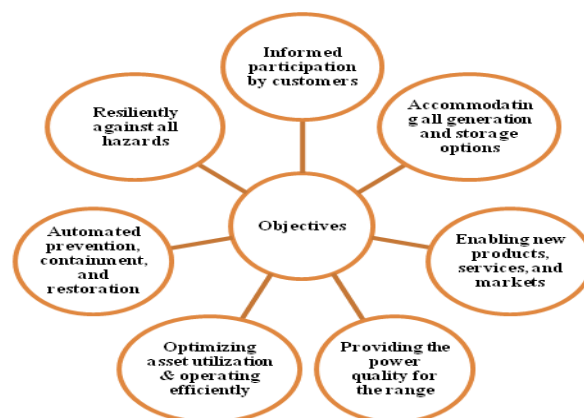 Informed
participation
by customers
Accommodatin
g all generation
and storage
options
Enabling new
products,
services, and
markets
Providing the
power
quality for
the range
Optimizing
asset utilization
& operating
efficiently
Automated
prevention,
containment,
and
restoration
Resiliently
against all
hazards
Objectives